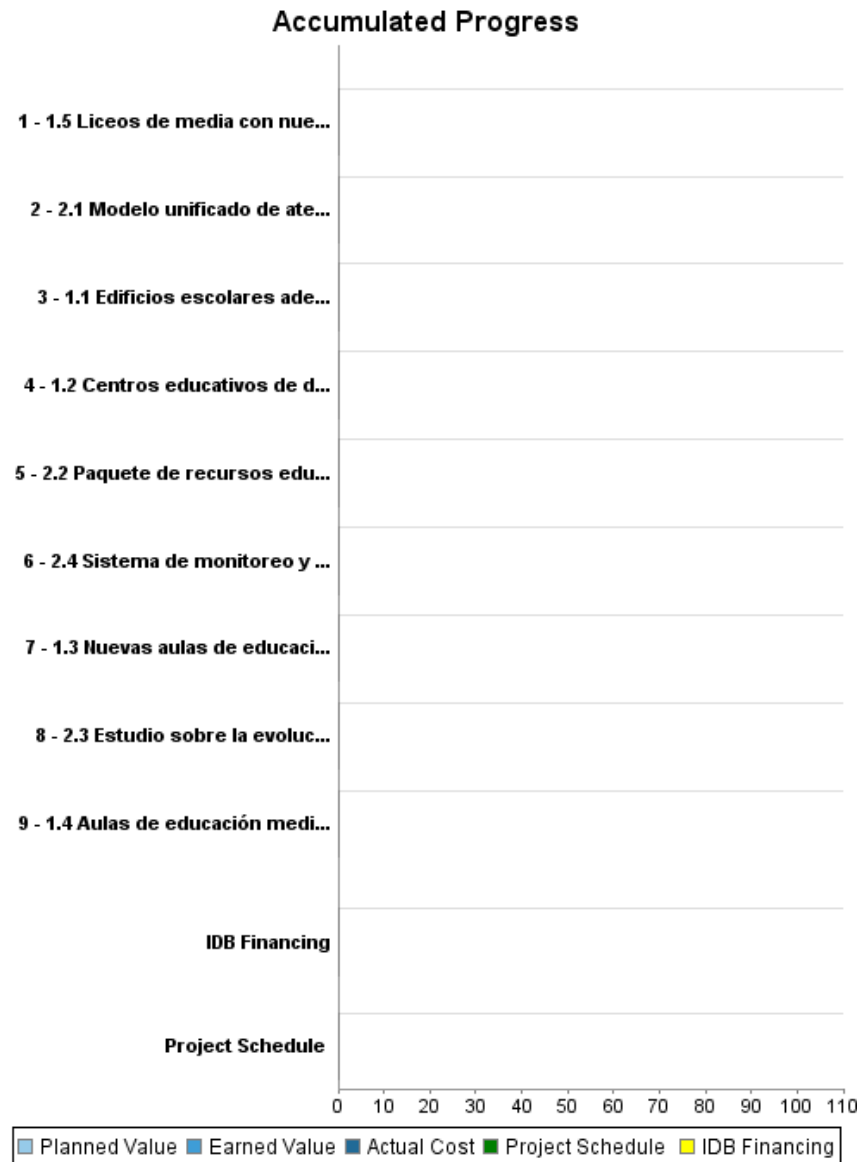 Accumulated Progress
1 - 1.5 Liceos de media con nue...
2 - 2.1 Modelo unificado de ate...
3 - 1.1 Edificios escolares ade...
4 - 1.2 Centros educativos de d...
5 - 2.2 Paquete de recursos edu...
6 - 2.4 Sistema de monitoreo y ...
7 - 1.3 Nuevas aulas de educaci...
8 - 2.3 Estudio sobre la evoluc...
9 - 1.4 Aulas de educación medi...
IDB Financing
Project Schedule
0 10 20 30 40 50 60 70 80 90 100 110
Planned Value Earned Value Actual Cost Project Schedule IDB Financing